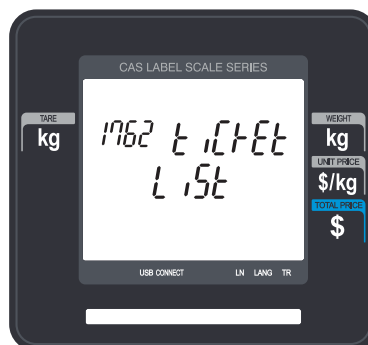 CAS LABEL SCALE SERIES
TARE
kg
1762 tiCKEt
LiSt
WEIGHT
kg
UNIT PRICE
$/kg
TOTAL PRICE
$
USB CONNECT LN LANG TR